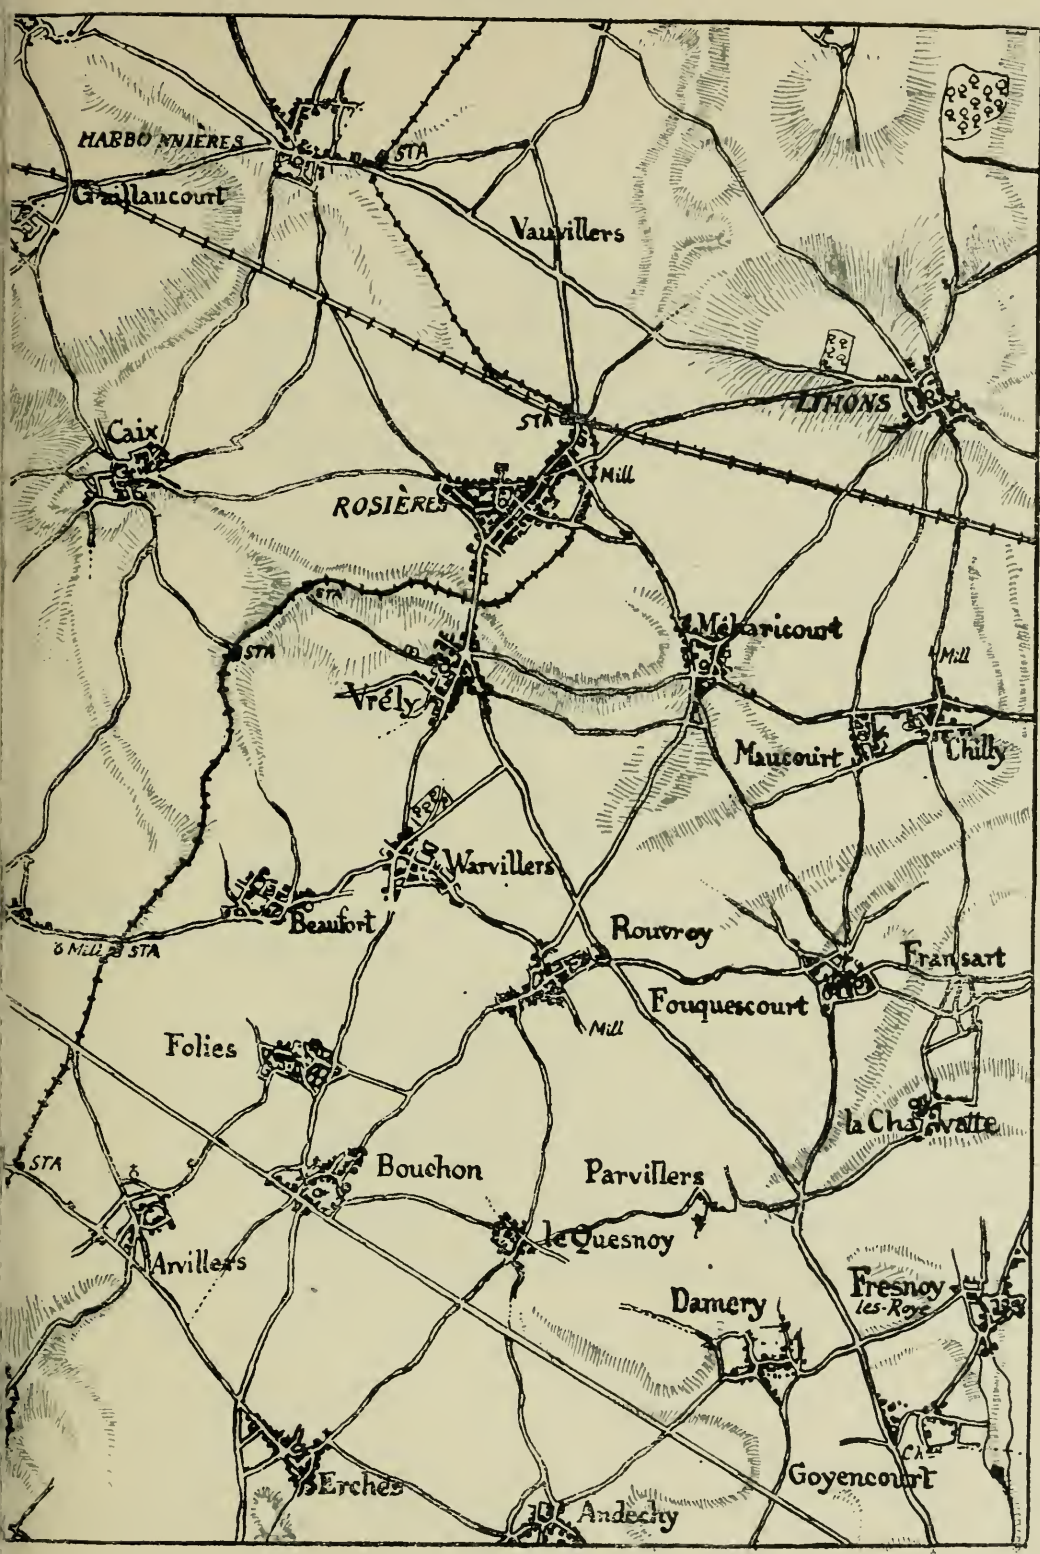 HARBONNIÈRES
STA
Guillaucourt
Vauvillers
LIHONS
STA
Caix
Mill
ROSIÈRES
STA
Méharicourt
STA
Mill
Vrély
Maucourt
Chilly
Warvillers
Beaufort
Rouvroy
Mill STA
Fransart
Fouquescourt
Mill
Folies
la Chavatte
STA
Bouchon
Parvillers
le Quesnoy
Arvillers
Fresnoy
les-Roye
Damery
Chau
Goyencourt
Erches
Andechy